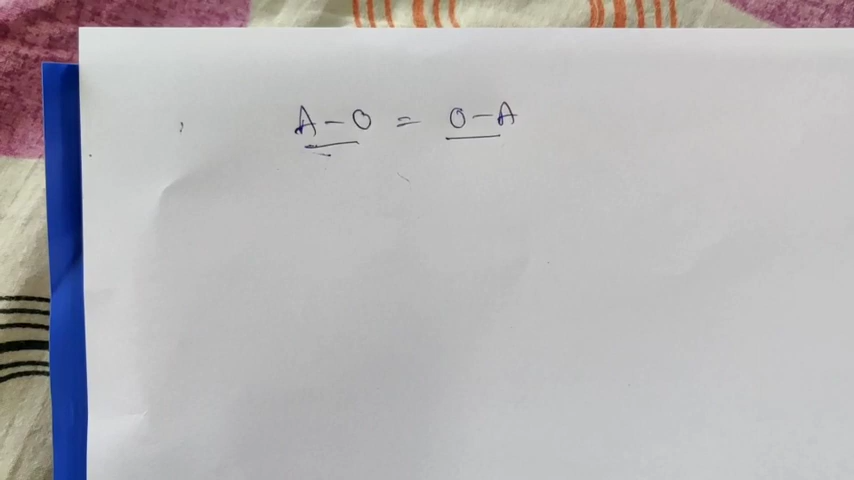 A - O = O - A